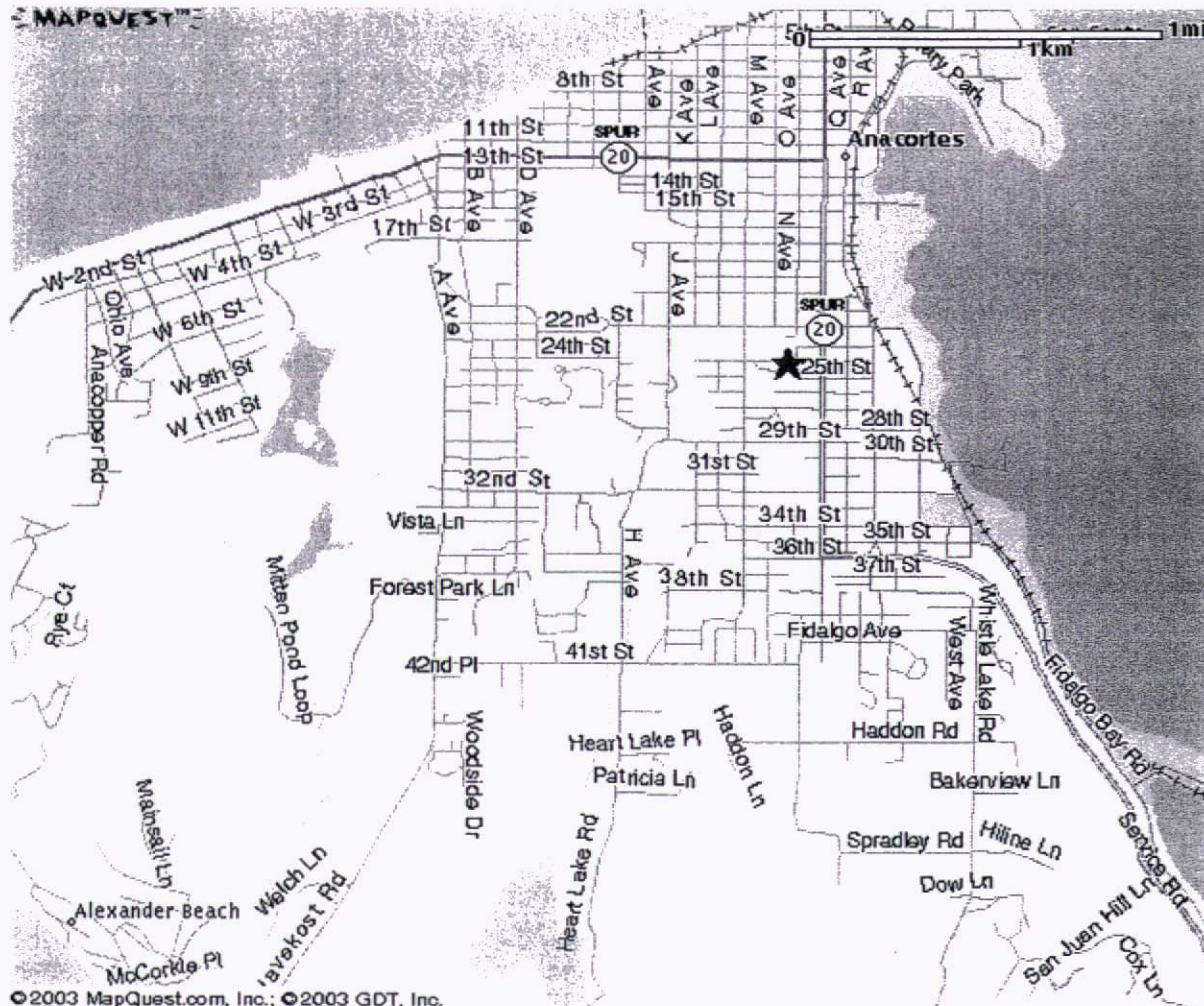 MAPQUEST™
0
1mi
1km
8th St
I Ave
K Ave
L Ave
M Ave
O Ave
Q Ave
R Ave
Anacortes
11th St
SPUR
20
13th St
B Ave
D Ave
14th St
15th St
W 3rd St
W 2nd St
W 4th St
17th St
N Ave
J Ave
A Ave
Ohio Ave
W 6th St
SPUR
20
22nd St
24th St
25th St
Anacopper Rd
W 9th St
W 11th St
28th St
29th St
30th St
31st St
32nd St
Vista Ln
34th St
35th St
36th St
37th St
H Ave
38th St
Forest Park Ln
Rye Ct
Mitten Pond Loop
Whistle Lake Rd
West Ave
Fidalgo Ave
41st St
42nd Pl
Fidalgo Bay Rd
Woodside Dr
Heart Lake Pl
Haddon Ln
Haddon Rd
Patricia Ln
Bakerview Ln
Mainsail Ln
Heart Lake Rd
Spradley Rd
Hiline Ln
Service Rd
Welch Ln
Dow Ln
Alexander Beach
San Juan Hill Ln
Cox Ln
McCorkle Pl
Havekost Rd
©2003 MapQuest.com, Inc.; ©2003 GDT, Inc.